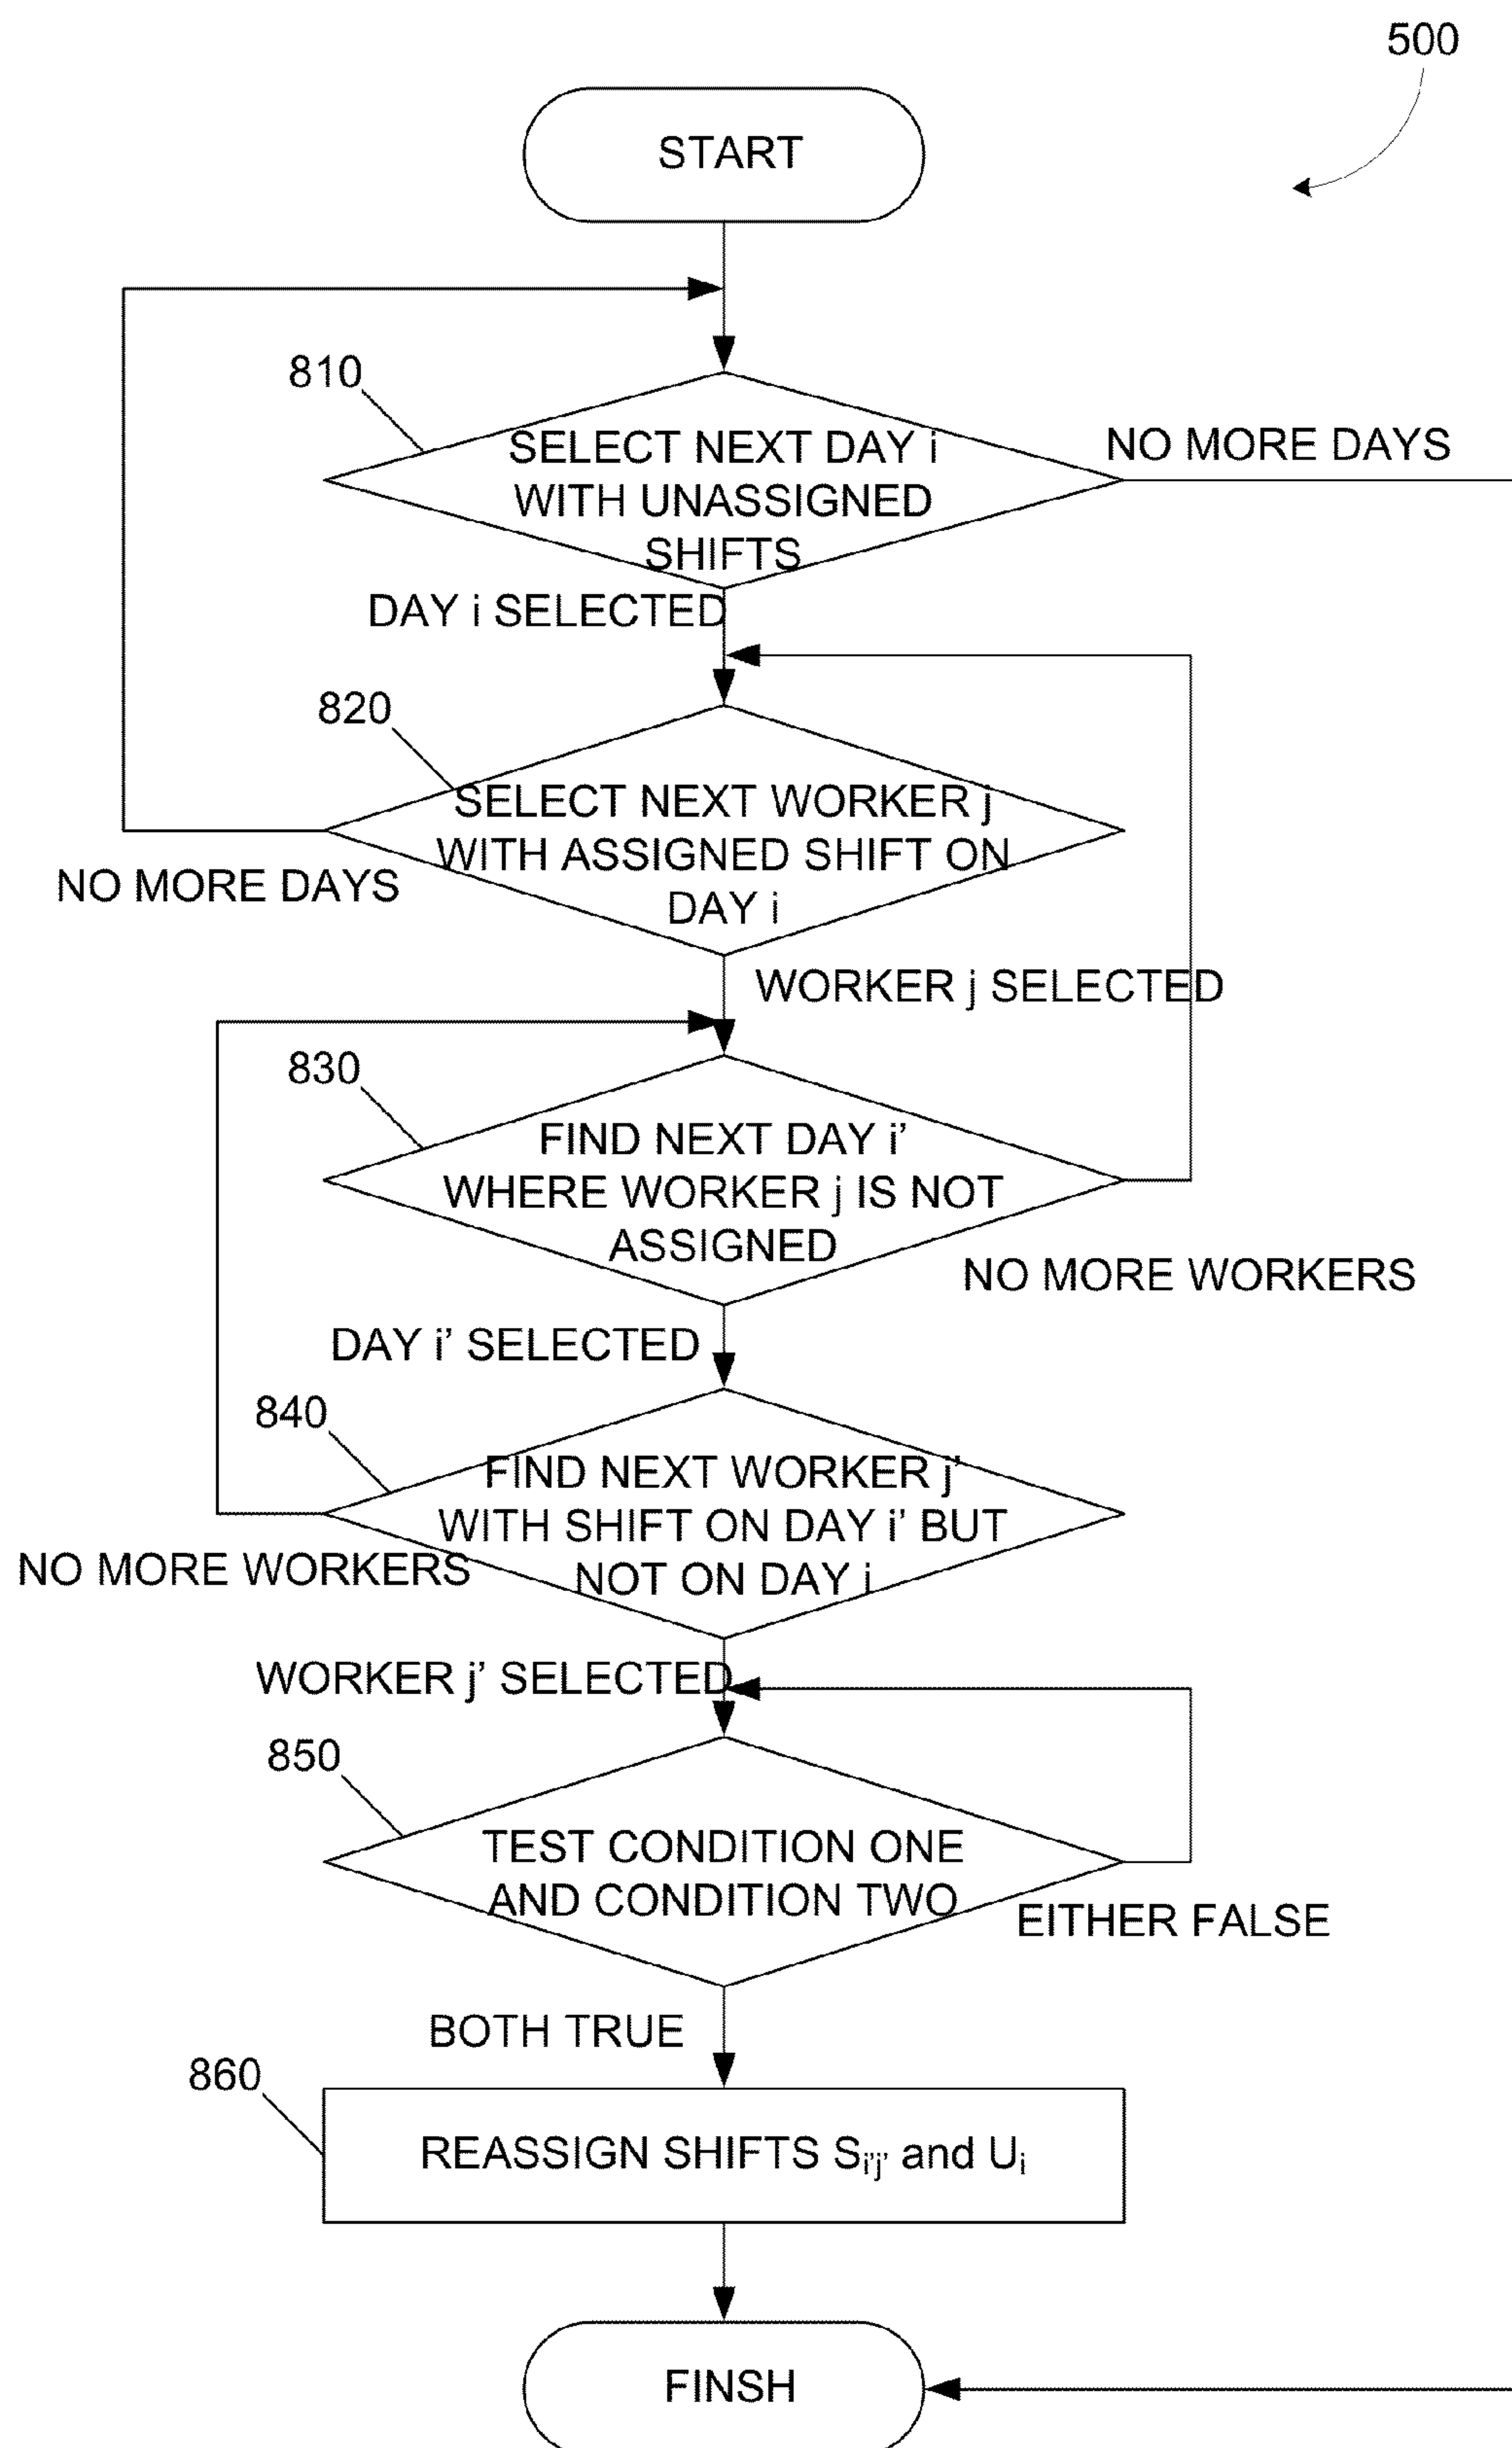 500
START
810
SELECT NEXT DAY i
WITH UNASSIGNED
SHIFTS
NO MORE DAYS
DAY i SELECTED
820
SELECT NEXT WORKER j
WITH ASSIGNED SHIFT ON
DAY i
NO MORE DAYS
WORKER j SELECTED
830
FIND NEXT DAY i’
WHERE WORKER j IS NOT
ASSIGNED
NO MORE WORKERS
DAY i’ SELECTED
840
FIND NEXT WORKER j’
WITH SHIFT ON DAY i’ BUT
NOT ON DAY i
NO MORE WORKERS
WORKER j’ SELECTED
850
TEST CONDITION ONE
AND CONDITION TWO
EITHER FALSE
BOTH TRUE
860
REASSIGN SHIFTS Si’j’ and Ui
FINSH